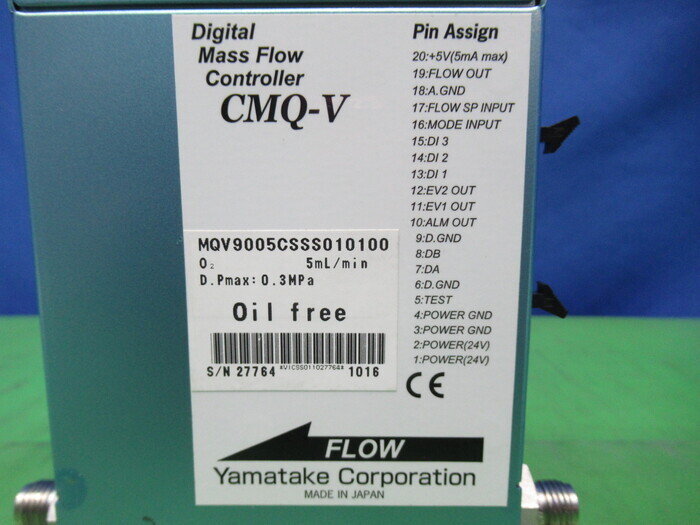 Digital
Mass Flow
Controller
CMQ-V
MQV9005CSSS010100
O₂ 5mL/min
D.Pmax:0.3MPa
Oil free
S/N 27764 *VICSS011027764* 1016
Pin Assign
20:+5V(5mA max)
19:FLOW OUT
18:A.GND
17:FLOW SP INPUT
16:MODE INPUT
15:DI 3
14:DI 2
13:DI 1
12:EV2 OUT
11:EV1 OUT
10:ALM OUT
9:D.GND
8:DB
7:DA
6:D.GND
5:TEST
4:POWER GND
3:POWER GND
2:POWER(24V)
1:POWER(24V)
CE
FLOW
Yamatake Corporation
MADE IN JAPAN